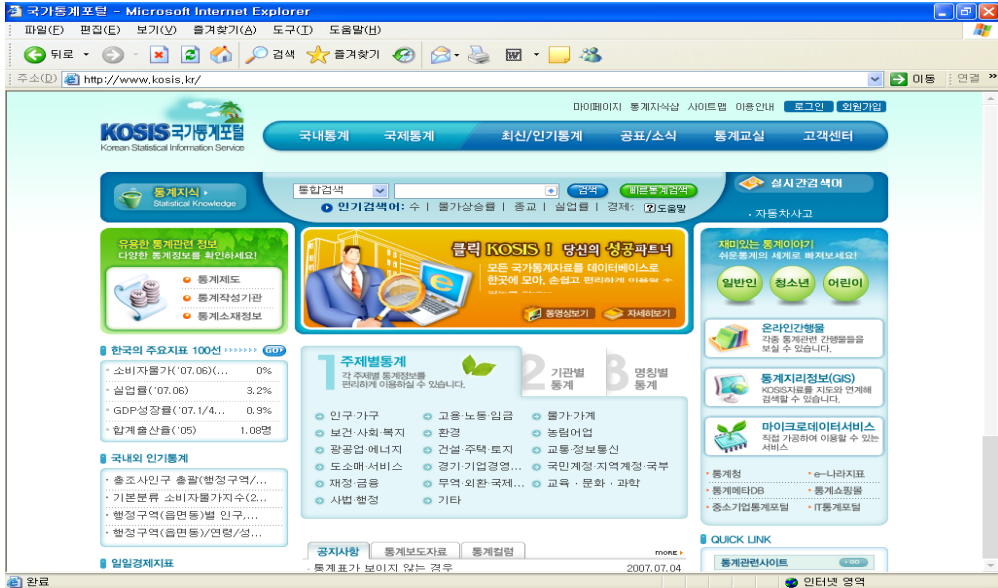 국가통계포털 - Microsoft Internet Explorer
파일(F) 편집(E) 보기(V) 즐겨찾기(A) 도구(T) 도움말(H)
뒤로 검색 즐겨찾기
주소(D) http://www.kosis.kr/ 이동 연결
마이페이지 통계지식샵 사이트맵 이용안내 로그인 회원가입
KOSIS 국가통계포털
Korean Statistical Information Service
국내통계 국제통계 최신/인기통계 공표/소식 통계교실 고객센터
통계지식
Statistical Knowledge
통합검색 검색 빠른통계검색
인기검색어: 수 | 물가상승률 | 종교 | 실업률 | 경제: 도움말
실시간검색어
· 자동차사고
유용한 통계관련 정보
다양한 통계정보를 확인하세요!
통계제도
통계작성기관
통계소재정보
클릭 KOSIS ! 당신의 성공파트너
모든 국가통계자료를 데이터베이스로
한곳에 모아, 손쉽고 편리하게 이용할 수
동영상보기 자세히보기
재미있는 통계이야기
쉬운통계의 세계로 빠져보세요!
일반인 청소년 어린이
온라인간행물
각종 통계관련 간행물들을
보실 수 있습니다.
통계지리정보(GIS)
KOSIS자료를 지도와 연계해
검색할 수 있습니다.
마이크로데이터서비스
직접 가공하여 이용할 수 있는
서비스
한국의 주요지표 100선 GO
· 소비자물가('07.06)(... 0%
· 실업률('07.06) 3.2%
· GDP성장률('07.1/4... 0.9%
· 합계출산율('05) 1.08명
국내외 인기통계
· 총조사인구 총괄(행정구역/...
· 기본분류 소비자물가지수(2...
· 행정구역(읍면동)별 인구,...
· 행정구역(읍면동)/연령/성...
일일경제지표
1 주제별통계
각 주제별 통계정보를
편리하게 이용하실 수 있습니다.
2 기관별
통계
3 명칭별
통계
인구·가구 고용·노동·임금 물가·가계
보건·사회·복지 환경 농림어업
광공업·에너지 건설·주택·토지 교통·정보통신
도소매·서비스 경기·기업경영... 국민계정·지역계정·국부
재정·금융 무역·외환·국제... 교육·문화·과학
사법·행정 기타
공지사항 통계보도자료 통계컬럼 more
· 통계표가 보이지 않는 경우 2007.07.04
· 통계청 · e-나라지표
· 통계메타DB · 통계쇼핑몰
· 중소기업통계포털 · IT통계포털
QUICK LINK
통계관련사이트 GO
완료 인터넷 영역